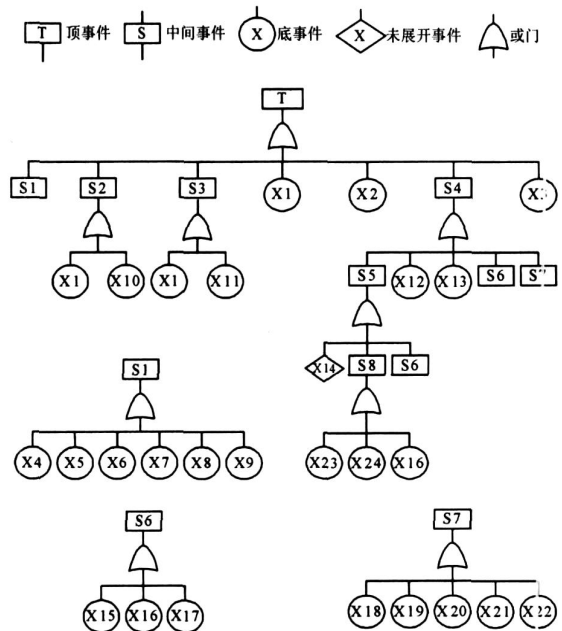 T 顶事件 S 中间事件 X 底事件 X 未展开事件 或门
T
S1 S2 S3 X1 X2 S4
X1 X10 X1 X11 S5 X12 X13 S6
S1 X14 S8 S6
X4 X5 X6 X7 X8 X9 X23 X24 X16
S6 S7
X15 X16 X17 X18 X19 X20 X21 X22